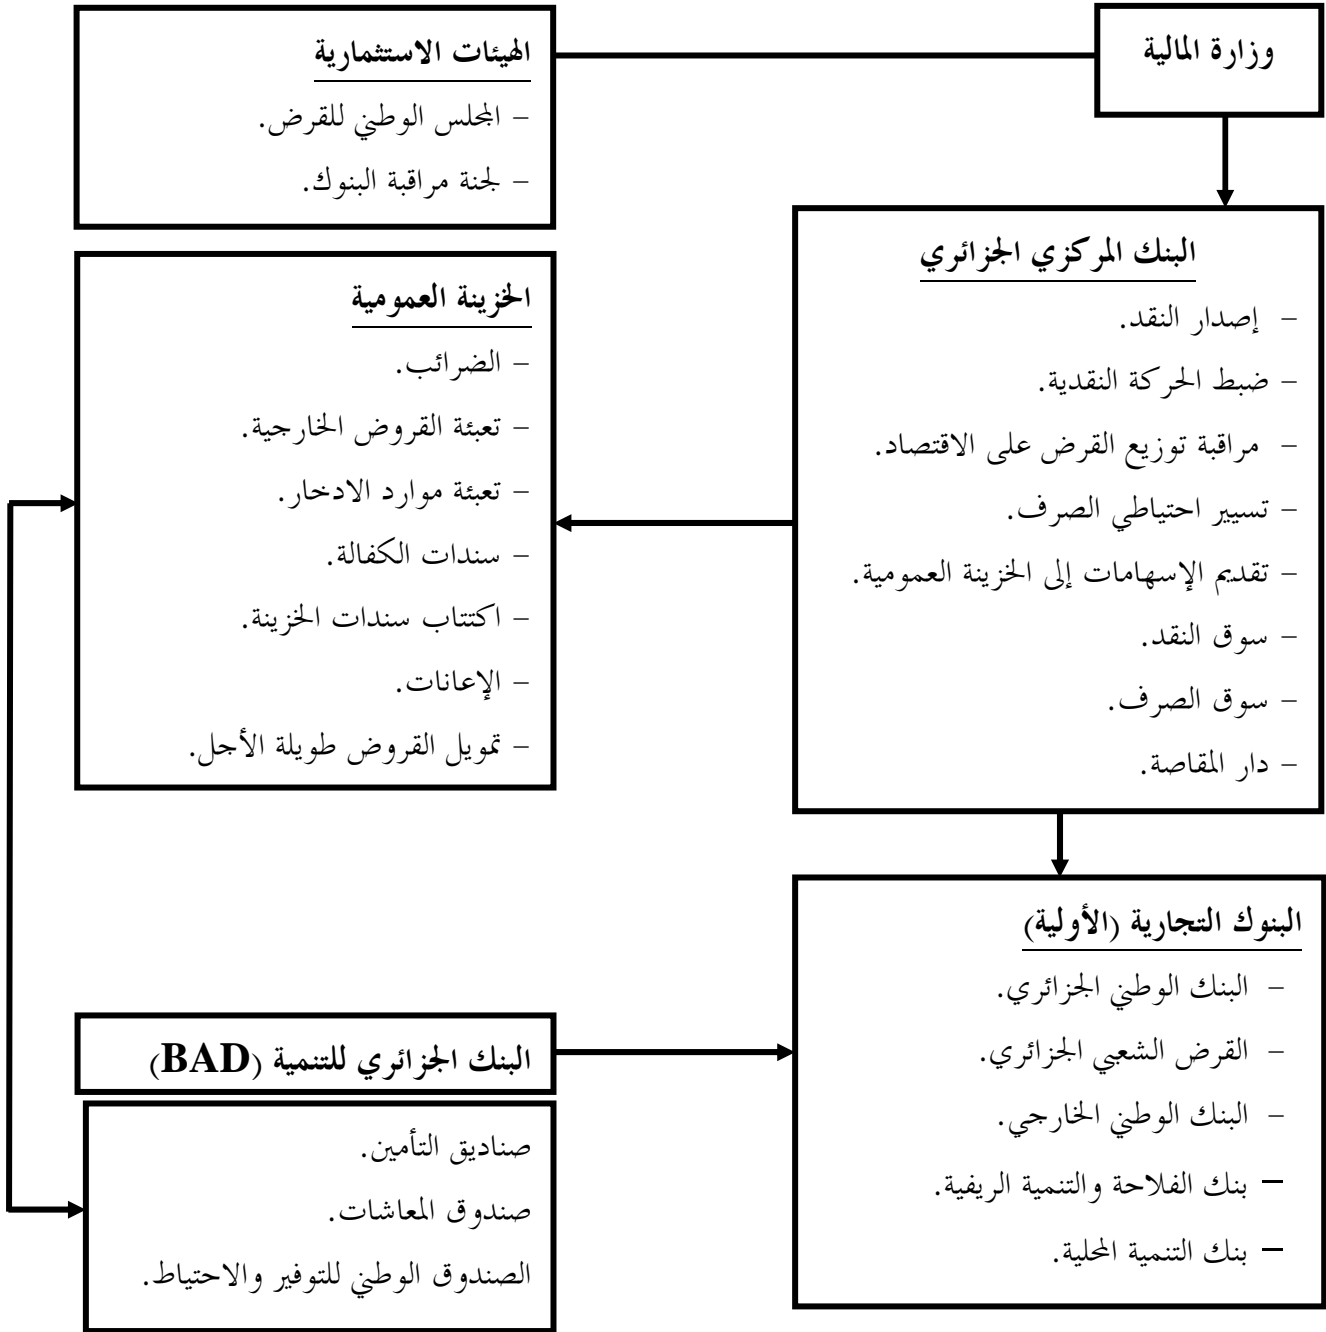 وزارة المالية
الهيئات الاستثمارية
– المجلس الوطني للقرض.
– لجنة مراقبة البنوك.
البنك المركزي الجزائري
– إصدار النقد.
– ضبط الحركة النقدية.
– مراقبة توزيع القرض على الاقتصاد.
– تسيير احتياطي الصرف.
– تقديم الإسهامات إلى الخزينة العمومية.
– سوق النقد.
– سوق الصرف.
– دار المقاصة.
الخزينة العمومية
– الضرائب.
– تعبئة القروض الخارجية.
– تعبئة موارد الادخار.
– سندات الكفالة.
– اكتتاب سندات الخزينة.
– الإعانات.
– تمويل القروض طويلة الأجل.
البنوك التجارية (الأولية)
– البنك الوطني الجزائري.
– القرض الشعبي الجزائري.
– البنك الوطني الخارجي.
– بنك الفلاحة والتنمية الريفية.
– بنك التنمية المحلية.
البنك الجزائري للتنمية (BAD)
صناديق التأمين.
صندوق المعاشات.
الصندوق الوطني للتوفير والاحتياط.